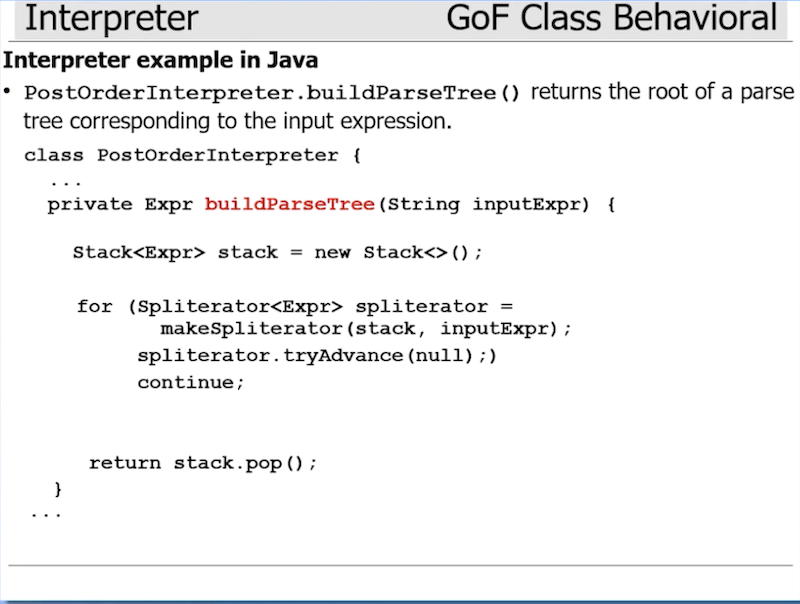 Interpreter GoF Class Behavioral
Interpreter example in Java
• PostOrderInterpreter.buildParseTree() returns the root of a parse
tree corresponding to the input expression.
class PostOrderInterpreter {
...
private Expr buildParseTree(String inputExpr) {
Stack<Expr> stack = new Stack<>();
for (Spliterator<Expr> spliterator =
makeSpliterator(stack, inputExpr);
spliterator.tryAdvance(null);)
continue;
return stack.pop();
}
...